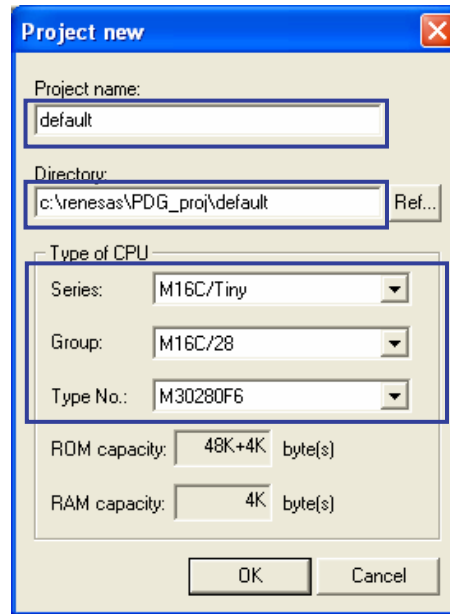 Project new
Project name:
default
Directory:
c:\renesas\PDG_proj\default Ref...
Type of CPU
Series: M16C/Tiny
Group: M16C/28
Type No.: M30280F6
ROM capacity: 48K+4K byte(s)
RAM capacity: 4K byte(s)
OK Cancel